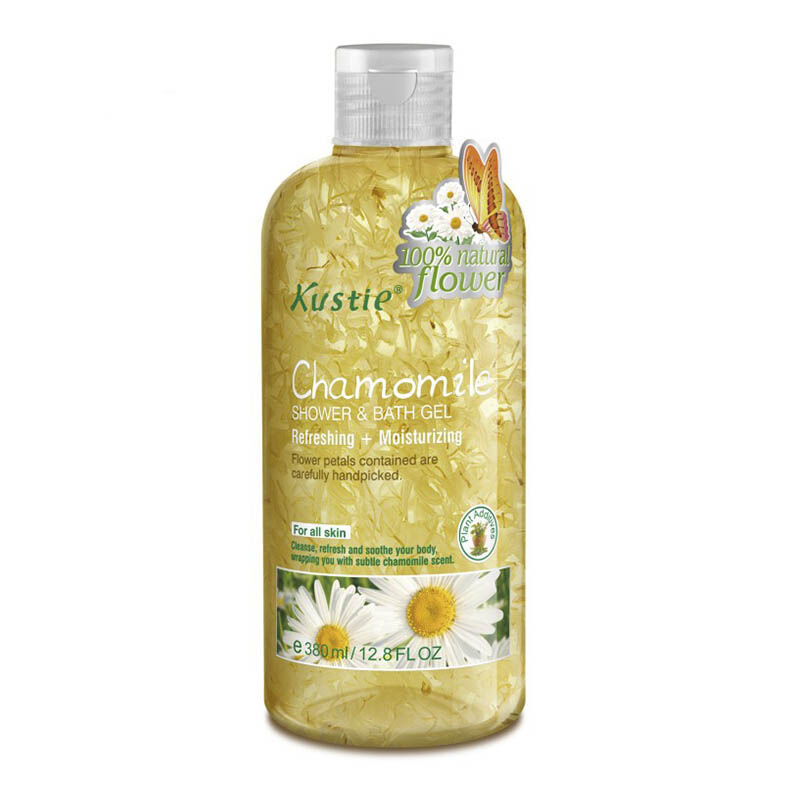 100% natural
flower
Kustie®
Chamomile
SHOWER & BATH GEL
Refreshing + Moisturizing
Flower petals contained are
carefully handpicked.
Plant Additives
For all skin
Cleanse, refresh and soothe your body,
wrapping you with subtle chamomile scent.
e 380 ml / 12.8 FL OZ